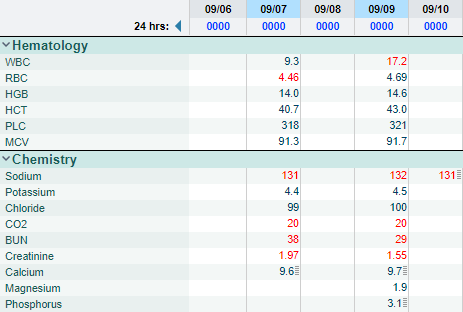 09/06 09/07 09/08 09/09 09/10
24 hrs: 0000 0000 0000 0000 0000
Hematology
WBC 9.3 17.2
RBC 4.46 4.69
HGB 14.0 14.6
HCT 40.7 43.0
PLC 318 321
MCV 91.3 91.7
Chemistry
Sodium 131 132 131
Potassium 4.4 4.5
Chloride 99 100
CO2 20 20
BUN 38 29
Creatinine 1.97 1.55
Calcium 9.6 9.7
Magnesium 1.9
Phosphorus 3.1